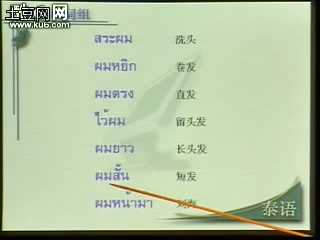 土豆网
www.ku6.com
词组
สระผม 洗头
ผมหยิก 卷发
ผมตรง 直发
ไว้ผม 留头发
ผมยาว 长头发
ผมสั้น 短发
ผมหน้าม้า 刘海
泰语